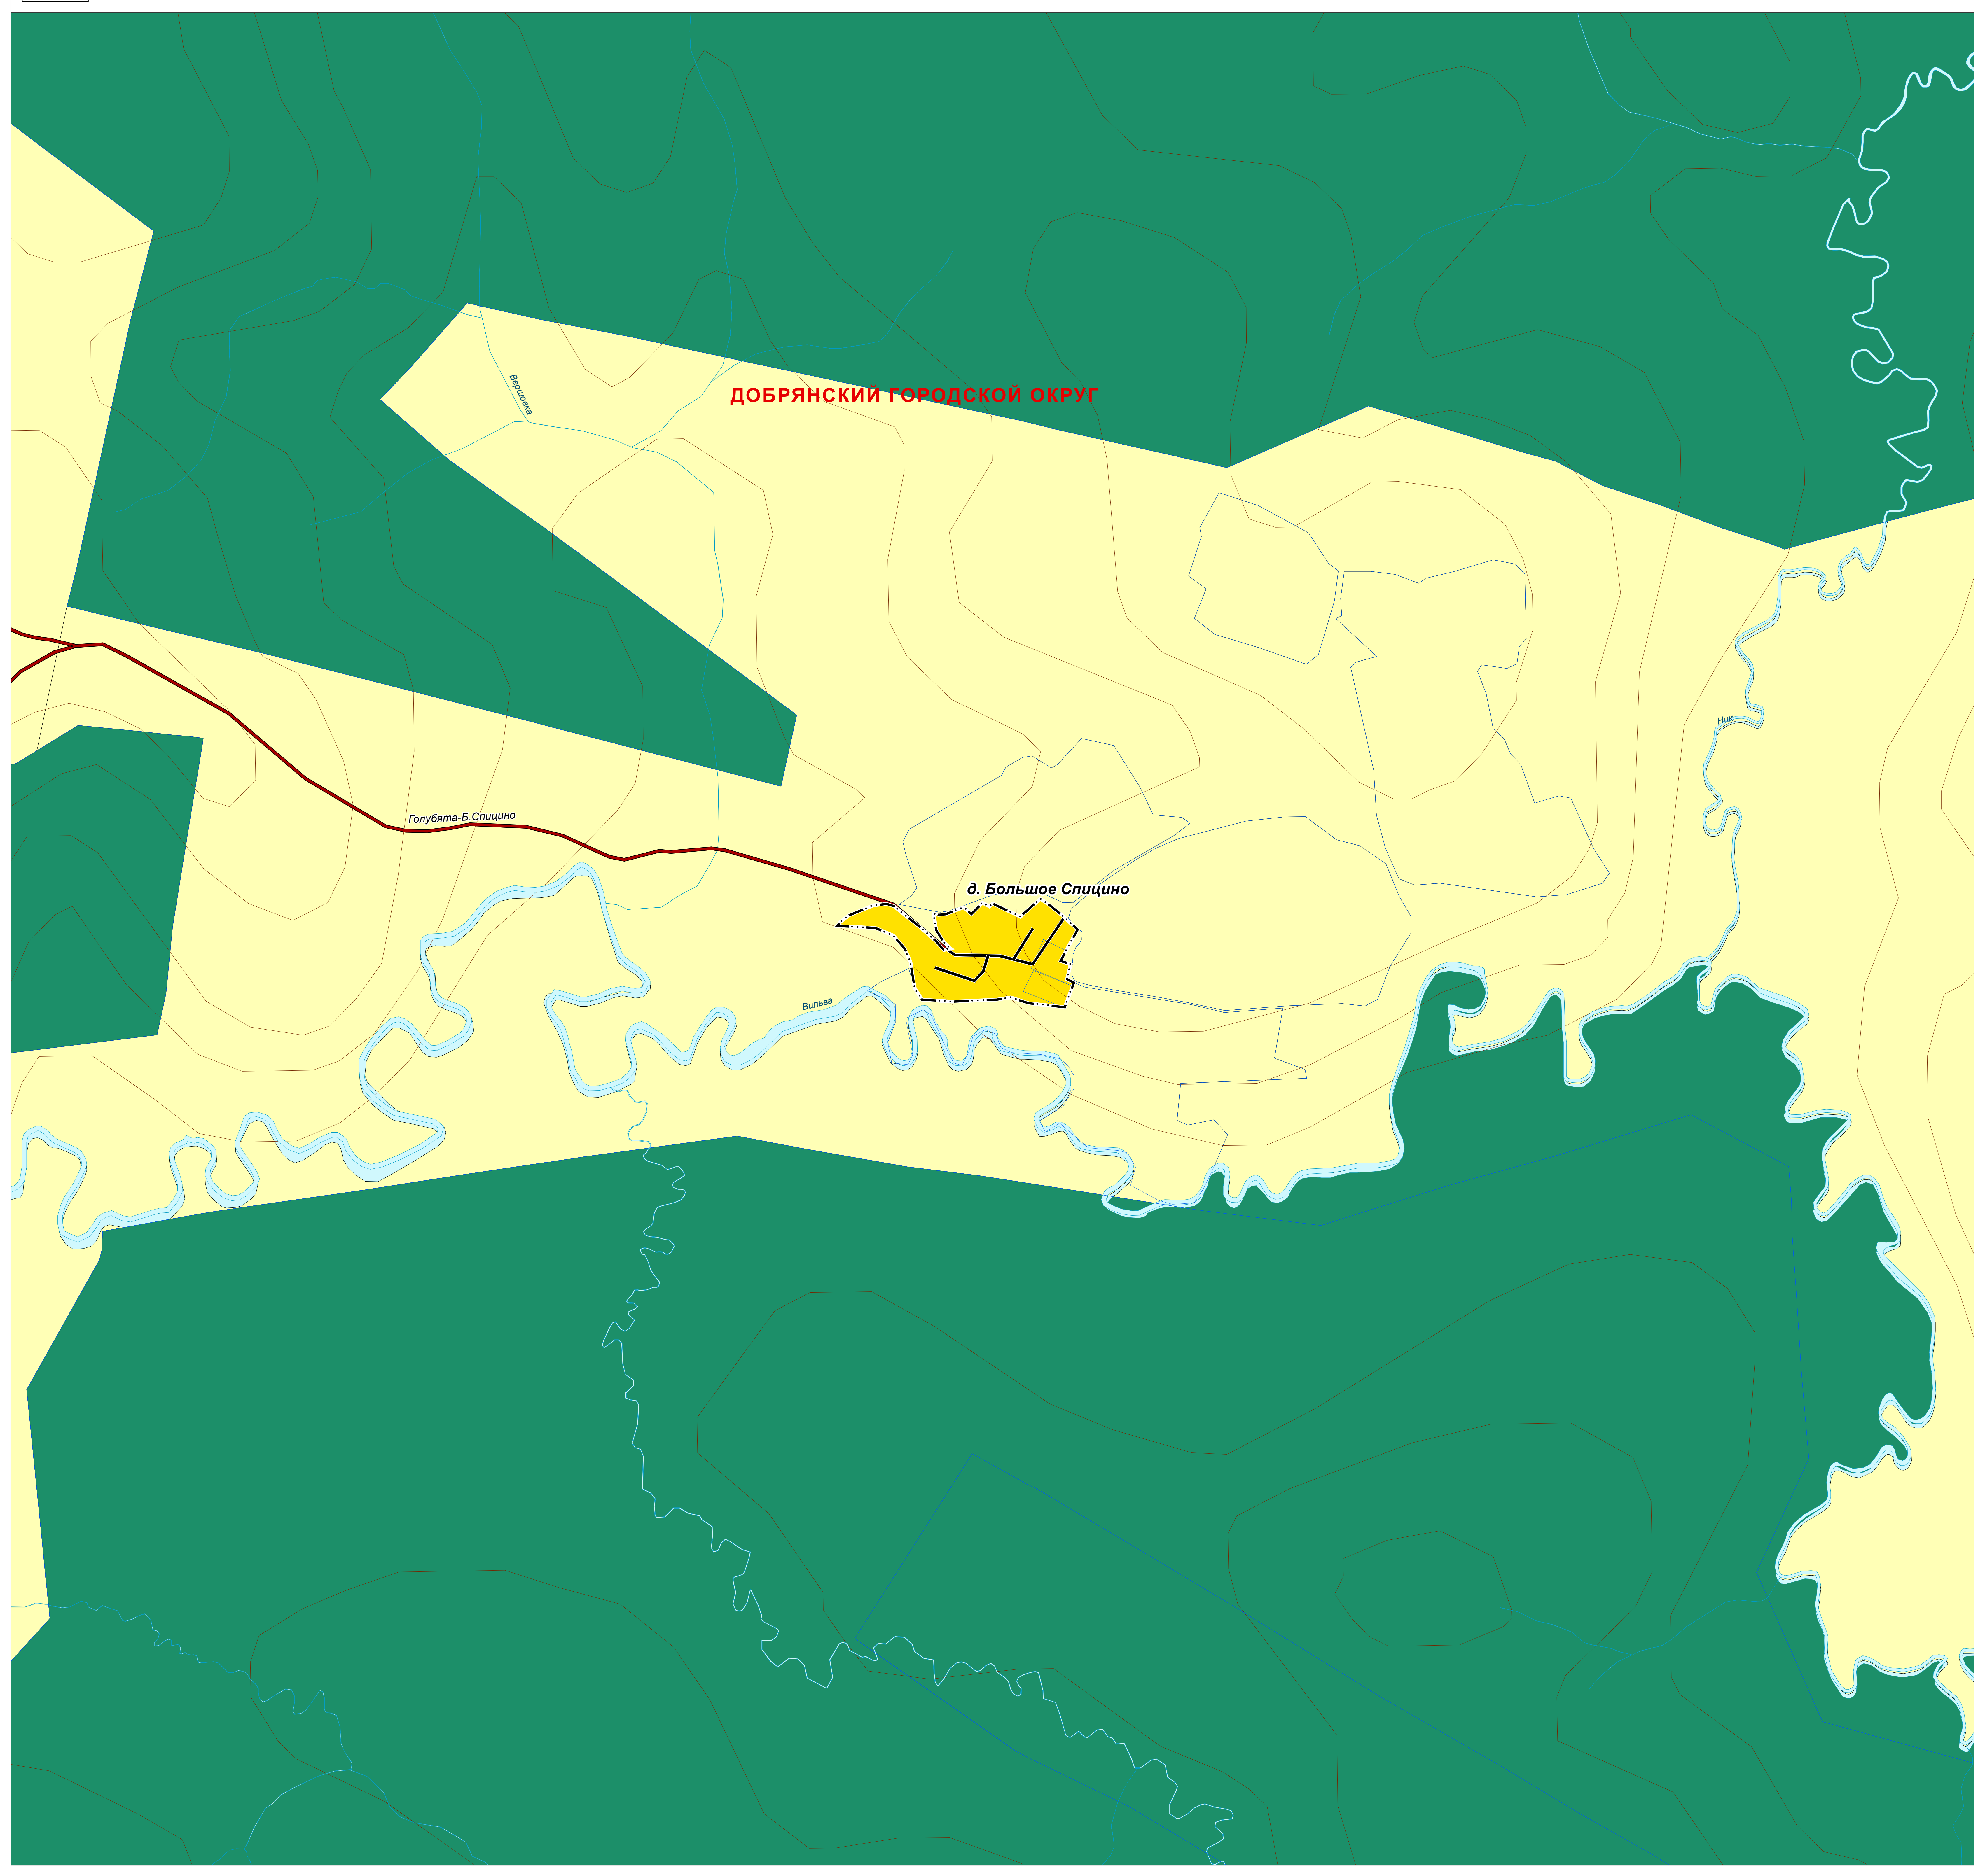 Вершовка
ДОБРЯНСКИЙ ГОРОДСКОЙ ОКРУГ
Ник
Голубята-Б.Спицино
д. Большое Спицино
Вильва